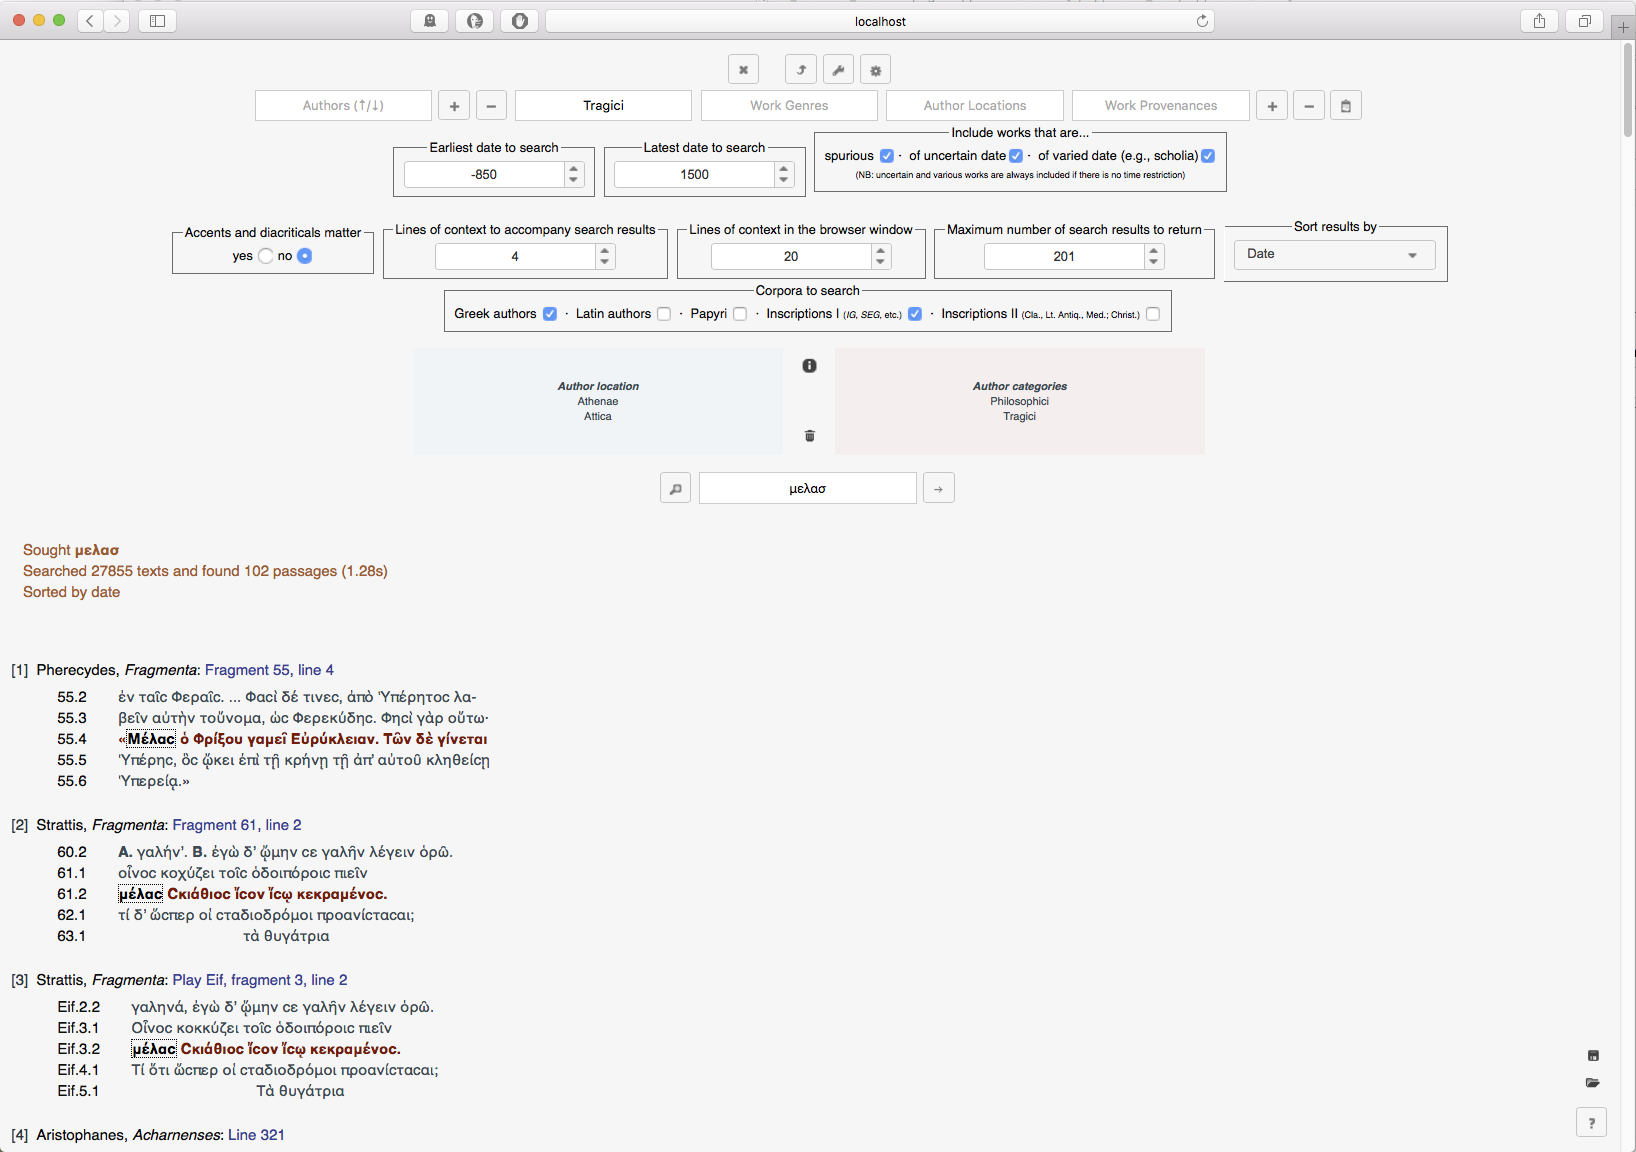 localhost
Authors (↑/↓) + − Tragici Work Genres Author Locations Work Provenances + −
Earliest date to search
-850
Latest date to search
1500
Include works that are...
spurious · of uncertain date · of varied date (e.g., scholia)
(NB: uncertain and various works are always included if there is no time restriction)
Accents and diacriticals matter
yes no
Lines of context to accompany search results
4
Lines of context in the browser window
20
Maximum number of search results to return
201
Sort results by
Date
Corpora to search
Greek authors · Latin authors · Papyri · Inscriptions I (IG, SEG, etc.) · Inscriptions II (Cla., Lt. Antiq., Med.; Christ.)
Author location
Athenae
Attica
Author categories
Philosophici
Tragici
μελασ
Sought μελασ
Searched 27855 texts and found 102 passages (1.28s)
Sorted by date
[1] Pherecydes, Fragmenta: Fragment 55, line 4
55.2 ἐν ταῖϲ Φεραῖϲ. ... Φαϲὶ δέ τινεϲ, ἀπὸ Ὑπέρητοϲ λα-
55.3 βεῖν αὐτὴν τοὔνομα, ὡϲ Φερεκύδηϲ. Φηϲὶ γὰρ οὕτω·
55.4 «Μέλαϲ ὁ Φρίξου γαμεῖ Εὐρύκλειαν. Τῶν δὲ γίνεται
55.5 Ὑπέρηϲ, ὃϲ ᾤκει ἐπὶ τῇ κρήνῃ τῇ ἀπ’ αὐτοῦ κληθείϲῃ
55.6 Ὑπερείᾳ.»
[2] Strattis, Fragmenta: Fragment 61, line 2
60.2 Α. γαλήν’. Β. ἐγὼ δ’ ᾤμην ϲε γαλῆν λέγειν ὁρῶ.
61.1 οἶνοϲ κοχύζει τοῖϲ ὁδοιπόροιϲ πιεῖν
61.2 μέλαϲ Ϲκιάθιοϲ ἴϲον ἴϲῳ κεκραμένοϲ.
62.1 τί δ’ ὥϲπερ οἱ ϲταδιοδρόμοι προανίϲταϲαι;
63.1 τὰ θυγάτρια
[3] Strattis, Fragmenta: Play Eif, fragment 3, line 2
Eif.2.2 γαληνά, ἐγὼ δ’ ᾤμην ϲε γαλῆν λέγειν ὁρῶ.
Eif.3.1 Οἶνοϲ κοκκύζει τοῖϲ ὁδοιπόροιϲ πιεῖν
Eif.3.2 μέλαϲ Ϲκιάθιοϲ ἴϲον ἴϲῳ κεκραμένοϲ.
Eif.4.1 Τί ὅτι ὥϲπερ οἱ ϲταδιοδρόμοι προανίϲταϲαι;
Eif.5.1 Τὰ θυγάτρια
?
[4] Aristophanes, Acharnenses: Line 321